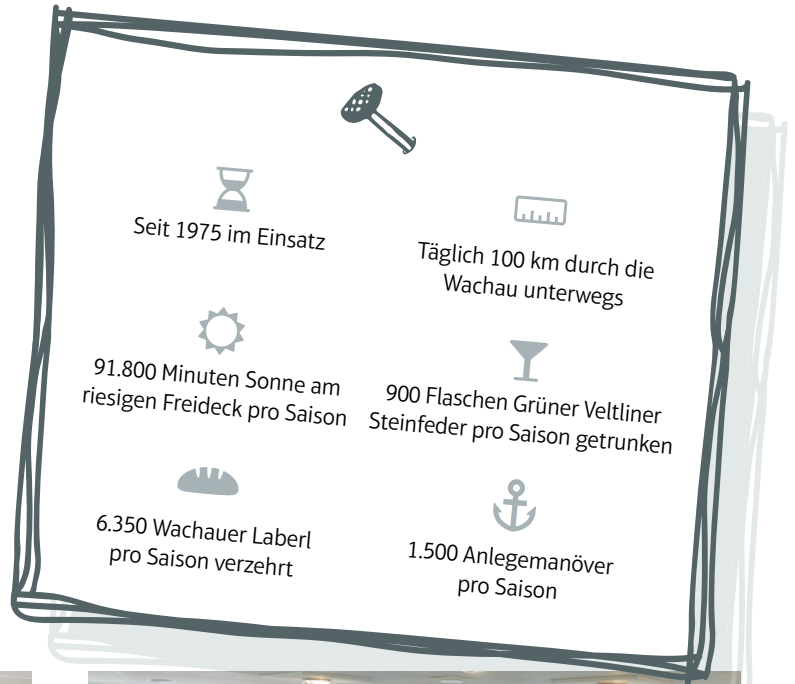 Seit 1975 im Einsatz
Täglich 100 km durch die
Wachau unterwegs
91.800 Minuten Sonne am
riesigen Freideck pro Saison
900 Flaschen Grüner Veltliner
Steinfeder pro Saison getrunken
6.350 Wachauer Laberl
pro Saison verzehrt
1.500 Anlegemanöver
pro Saison